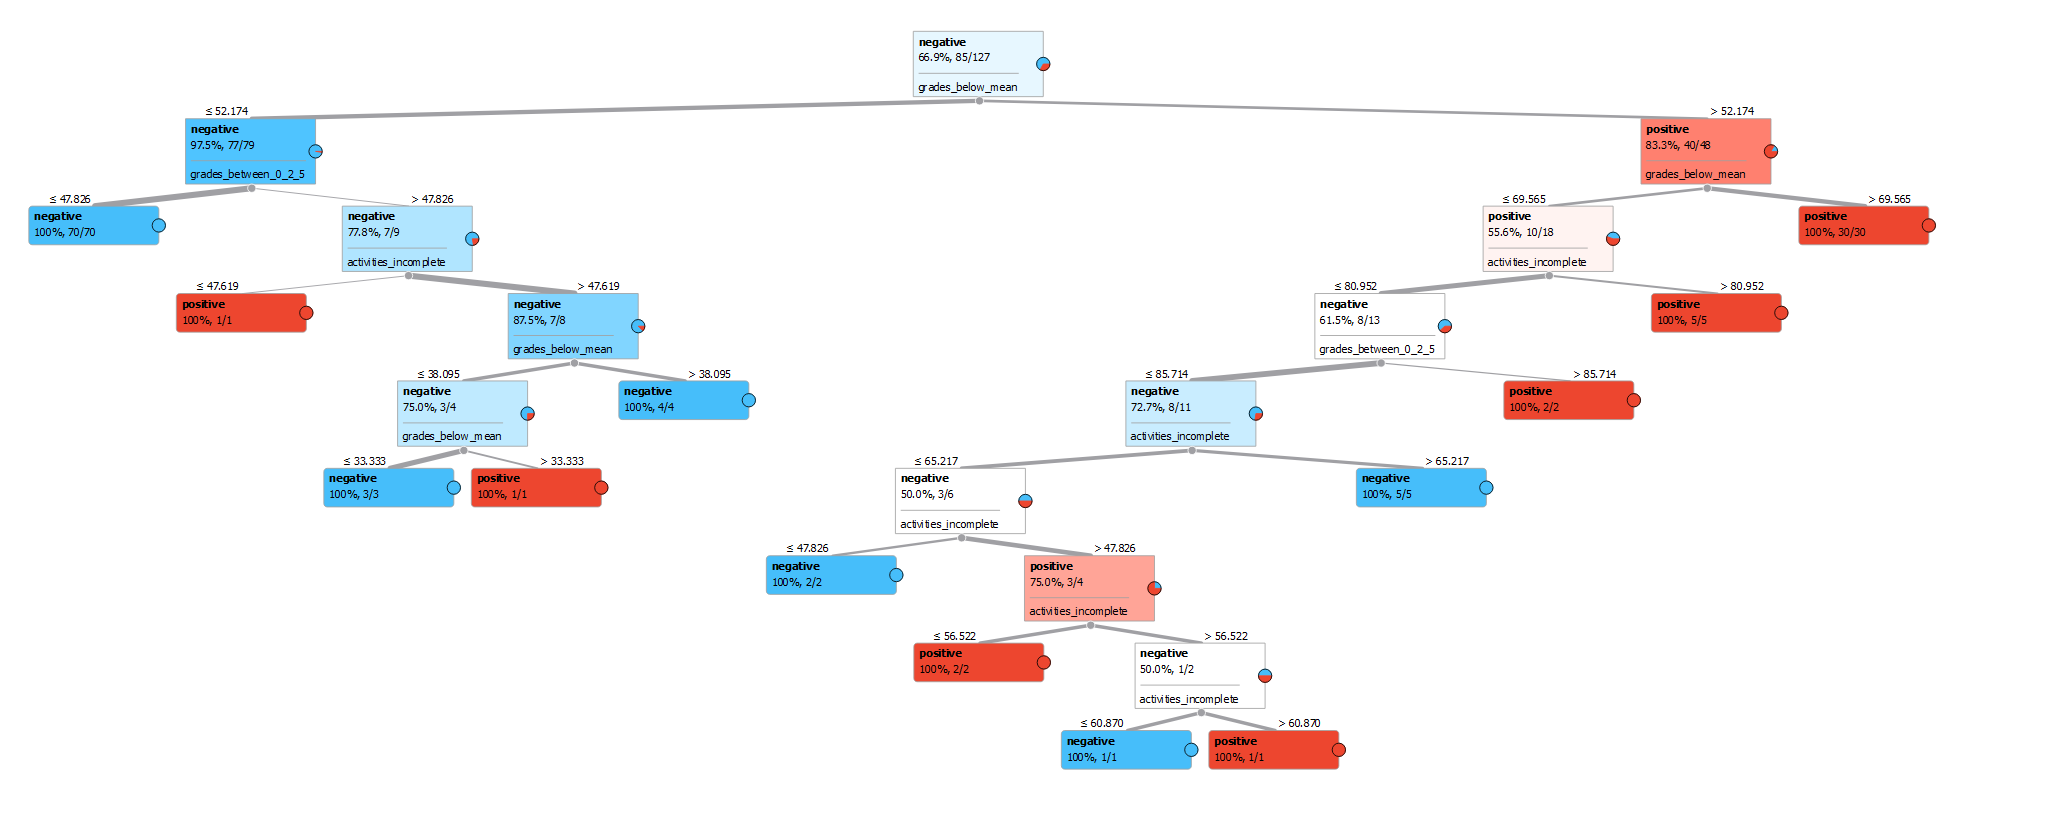 negative
66.9%, 85/127
grades_below_mean
≤ 52.174
> 52.174
negative
97.5%, 77/79
grades_between_0_2_5
positive
83.3%, 40/48
grades_below_mean
≤ 47.826
> 47.826
≤ 69.565
> 69.565
negative
100%, 70/70
negative
77.8%, 7/9
activities_incomplete
positive
55.6%, 10/18
activities_incomplete
positive
100%, 30/30
≤ 47.619
> 47.619
≤ 80.952
> 80.952
positive
100%, 1/1
negative
87.5%, 7/8
grades_below_mean
negative
61.5%, 8/13
grades_between_0_2_5
positive
100%, 5/5
≤ 38.095
> 38.095
≤ 85.714
> 85.714
negative
75.0%, 3/4
grades_below_mean
negative
100%, 4/4
negative
72.7%, 8/11
activities_incomplete
positive
100%, 2/2
≤ 33.333
> 33.333
≤ 65.217
> 65.217
negative
100%, 3/3
positive
100%, 1/1
negative
50.0%, 3/6
activities_incomplete
negative
100%, 5/5
≤ 47.826
> 47.826
negative
100%, 2/2
positive
75.0%, 3/4
activities_incomplete
≤ 56.522
> 56.522
positive
100%, 2/2
negative
50.0%, 1/2
activities_incomplete
≤ 60.870
> 60.870
negative
100%, 1/1
positive
100%, 1/1